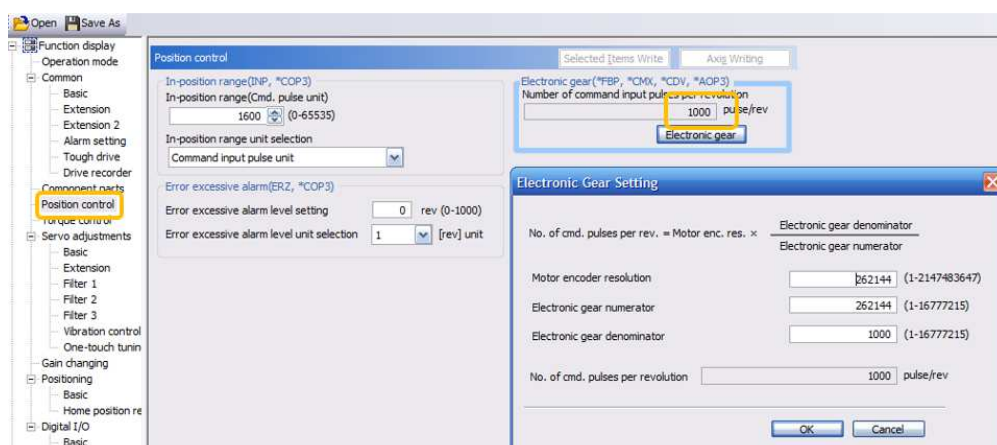 Open Save As
Function display
Operation mode
Common
Basic
Extension
Extension 2
Alarm setting
Tough drive
Drive recorder
Component parts
Position control
Torque control
Servo adjustments
Basic
Extension
Filter 1
Filter 2
Filter 3
Vibration control
One-touch tunin
Gain changing
Positioning
Basic
Home position re
Digital I/O
Basic
Position control
Selected Items Write Axis Writing
In-position range(INP, *COP3)
In-position range(Cmd. pulse unit)
1600 (0-65535)
In-position range unit selection
Command input pulse unit
Error excessive alarm(ERZ, *COP3)
Error excessive alarm level setting 0 rev (0-1000)
Error excessive alarm level unit selection 1 [rev] unit
Electronic gear(*FBP, *CMX, *CDV, *AOP3)
Number of command input pulses per revolution
1000 pulse/rev
Electronic gear
Electronic Gear Setting
No. of cmd. pulses per rev. = Motor enc. res. ×
Electronic gear denominator
Electronic gear numerator
Motor encoder resolution 262144 (1-2147483647)
Electronic gear numerator 262144 (1-16777215)
Electronic gear denominator 1000 (1-16777215)
No. of cmd. pulses per revolution 1000 pulse/rev
OK Cancel